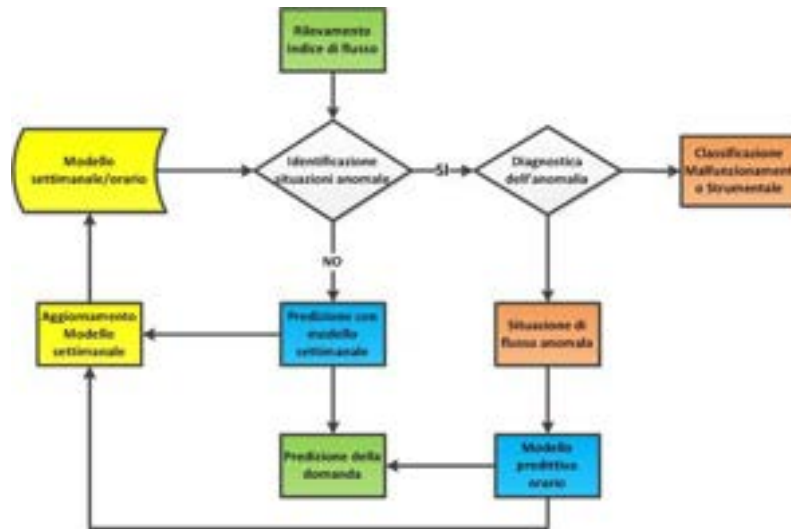 Rilevamento
Indice di flusso
Modello
settimanale/orario
Identificazione
situazioni anomale
SI
Diagnostica
dell'anomalia
Classificazione
Malfunzionament
o Strumentale
NO
Aggiornamento
Modello
settimanale
Predizione con
modello
settimanale
Situazione di
flusso anomala
Predizione della
domanda
Modello
predittivo
orario